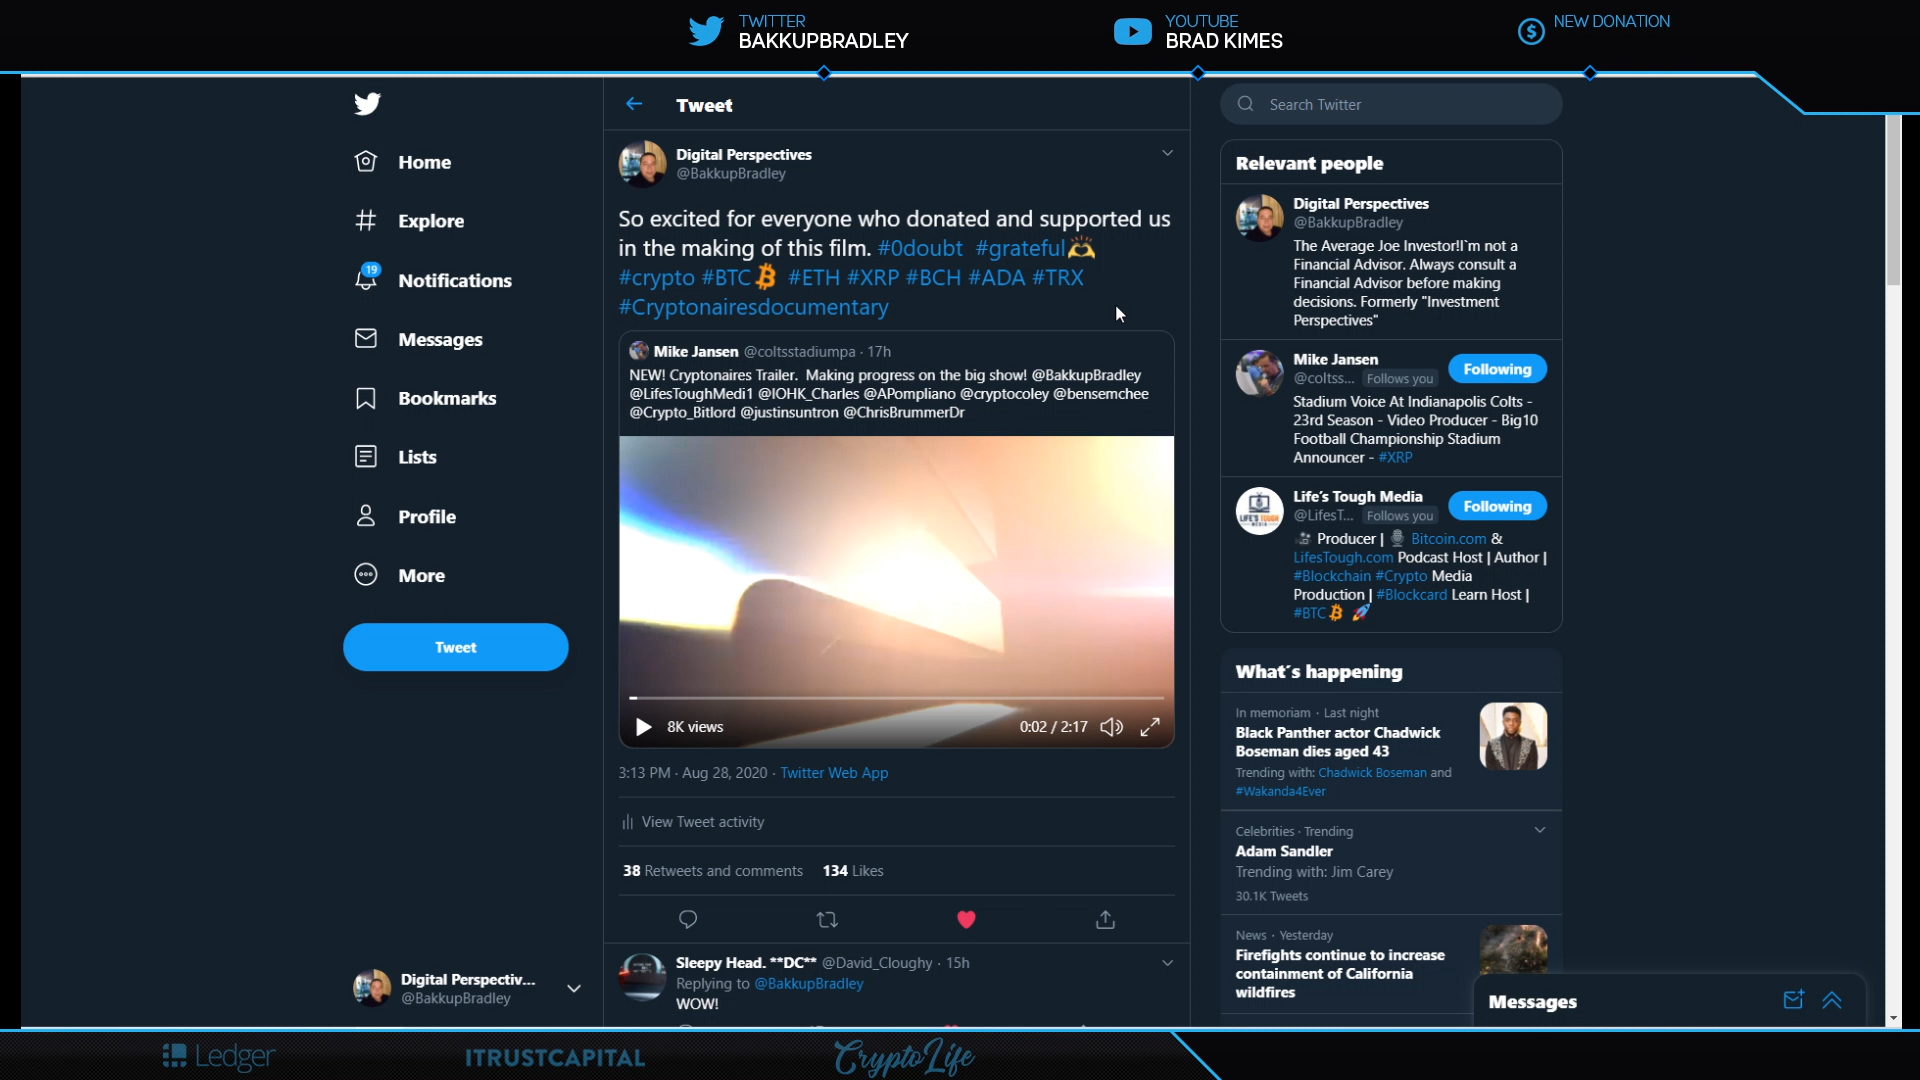 TWITTER
BAKKUPBRADLEY
YOUTUBE
BRAD KIMES
NEW DONATION
Home
Explore
19
Notifications
Messages
Bookmarks
Lists
Profile
More
Tweet
Digital Perspectiv...
@BakkupBradley
Tweet
Digital Perspectives
@BakkupBradley
So excited for everyone who donated and supported us
in the making of this film. #0doubt #grateful
#crypto #BTC #ETH #XRP #BCH #ADA #TRX
#Cryptonairesdocumentary
Mike Jansen @coltsstadiumpa · 17h
NEW! Cryptonaires Trailer. Making progress on the big show! @BakkupBradley
@LifesToughMedi1 @IOHK_Charles @APompliano @cryptocoley @bensemchee
@Crypto_Bitlord @justinsuntron @ChrisBrummerDr
8K views
0:02 / 2:17
3:13 PM · Aug 28, 2020 · Twitter Web App
View Tweet activity
38 Retweets and comments 134 Likes
Sleepy Head. **DC** @David_Cloughy · 15h
Replying to @BakkupBradley
WOW!
Search Twitter
Relevant people
Digital Perspectives
@BakkupBradley
The Average Joe Investor!I`m not a
Financial Advisor. Always consult a
Financial Advisor before making
decisions. Formerly "Investment
Perspectives"
Mike Jansen
@coltss... Follows you
Following
Stadium Voice At Indianapolis Colts -
23rd Season - Video Producer - Big10
Football Championship Stadium
Announcer - #XRP
LIFE'S TOUGH
MEDIA
Life's Tough Media
@LifesT... Follows you
Following
Producer | Bitcoin.com &
LifesTough.com Podcast Host | Author |
#Blockchain #Crypto Media
Production | #Blockcard Learn Host |
#BTC
What´s happening
In memoriam · Last night
Black Panther actor Chadwick
Boseman dies aged 43
Trending with: Chadwick Boseman and
#Wakanda4Ever
Celebrities · Trending
Adam Sandler
Trending with: Jim Carey
30.1K Tweets
News · Yesterday
Firefights continue to increase
containment of California
wildfires
Messages
Ledger
ITRUSTCAPITAL
CryptoLife